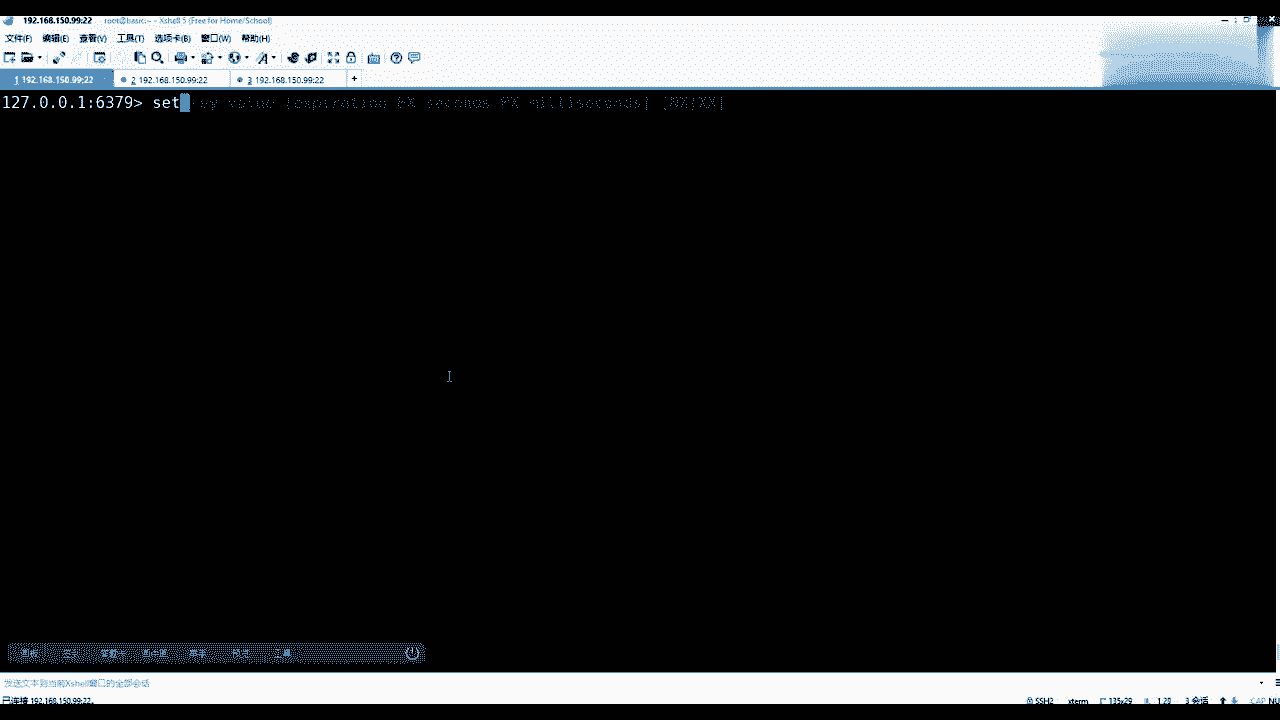 192.168.150.99:22 root@basic:~ - Xshell 5 (Free for Home/School)
文件(F) 编辑(E) 查看(V) 工具(T) 选项卡(B) 窗口(W) 帮助(H)
1 192.168.150.99:22 2 192.168.150.99:22 3 192.168.150.99:22 +
127.0.0.1:6379> set key value [expiration EX seconds|PX milliseconds] [NX|XX]
发送文本到当前Xshell窗口的全部会话
已连接 192.168.150.99:22。 SSH2 xterm 135x29 1,20 3 会话 CAP NU